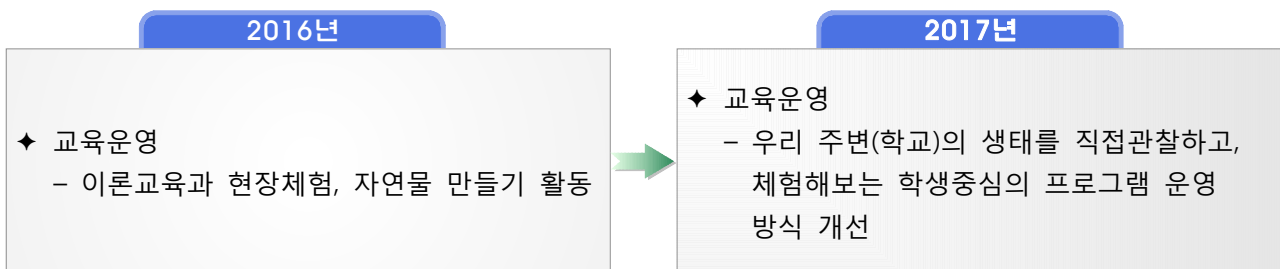 2016년
✦ 교육운영
– 이론교육과 현장체험, 자연물 만들기 활동
2017년
✦ 교육운영
– 우리 주변(학교)의 생태를 직접관찰하고,
체험해보는 학생중심의 프로그램 운영
방식 개선